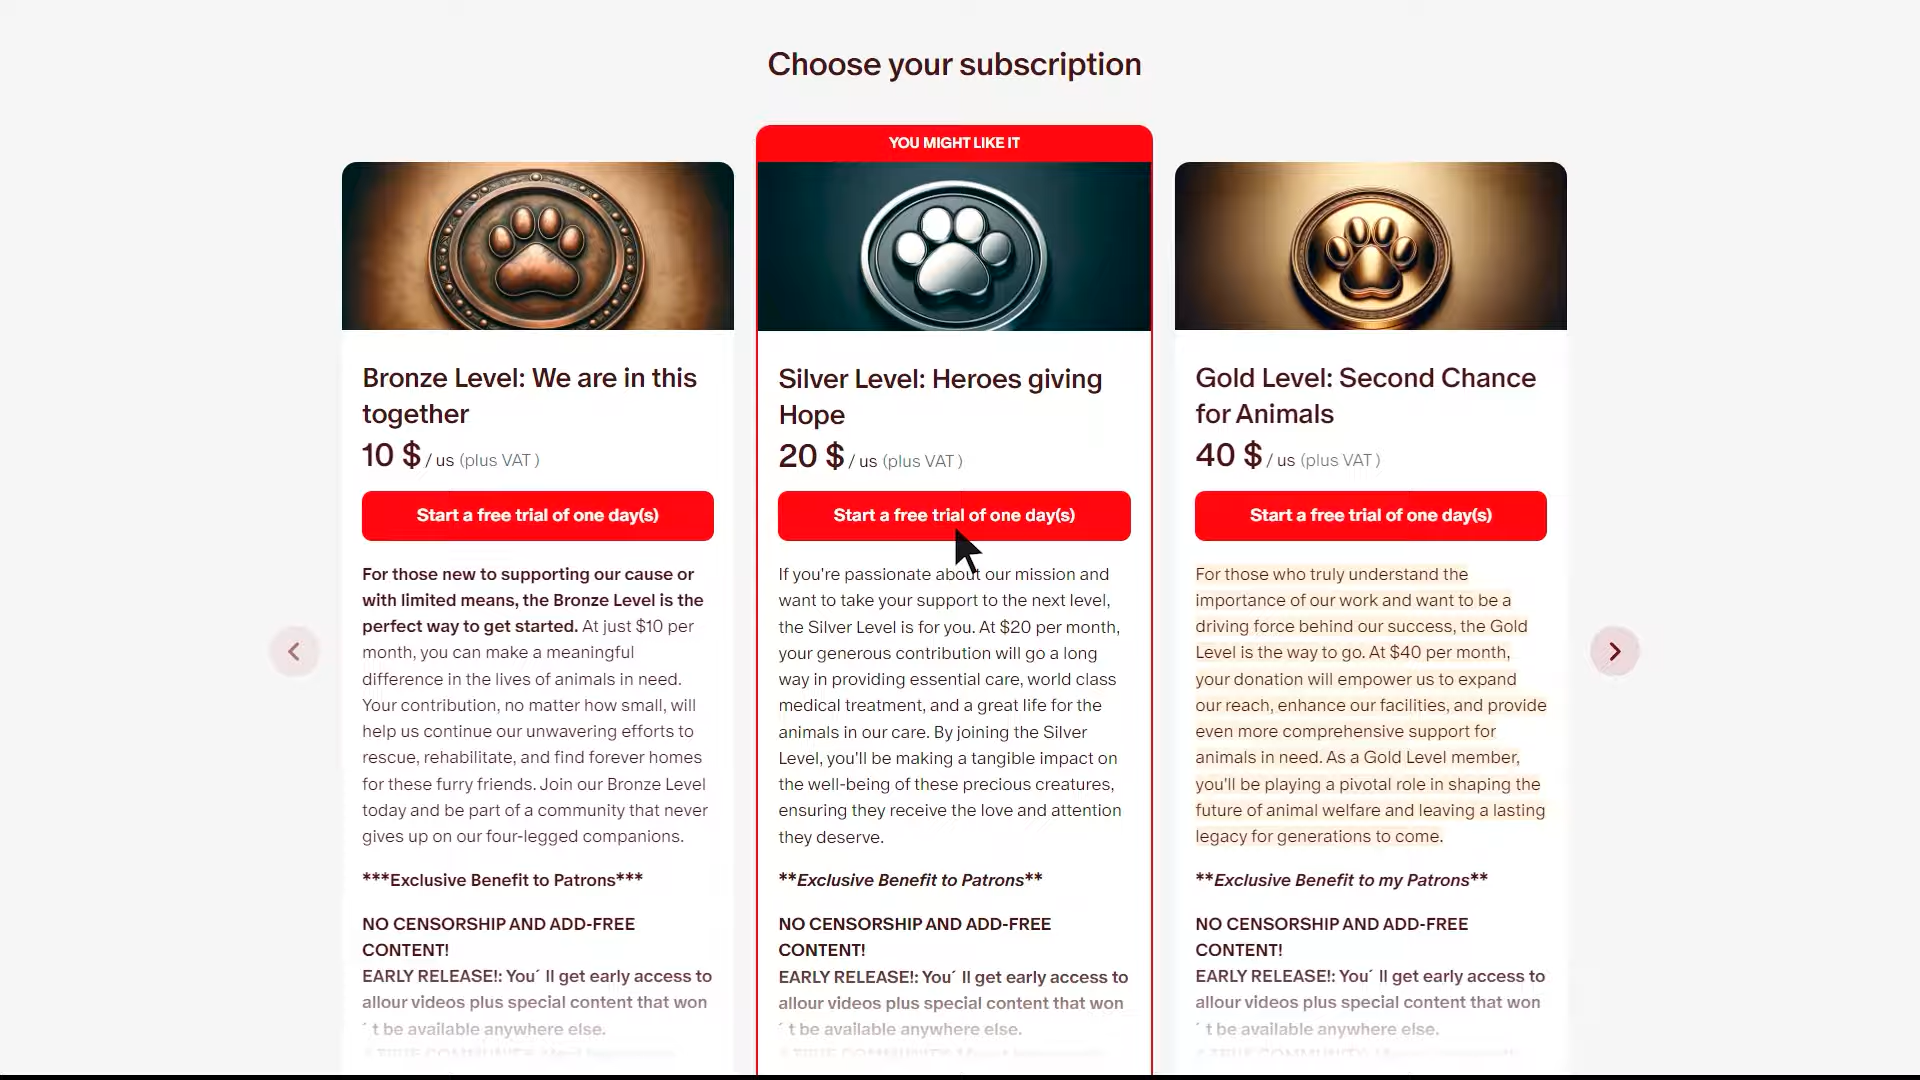 Choose your subscription
YOU MIGHT LIKE IT
Bronze Level: We are in this
together
10 $ / us (plus VAT )
Start a free trial of one day(s)
For those new to supporting our cause or
with limited means, the Bronze Level is the
perfect way to get started. At just $10 per
month, you can make a meaningful
difference in the lives of animals in need.
Your contribution, no matter how small, will
help us continue our unwavering efforts to
rescue, rehabilitate, and find forever homes
for these furry friends. Join our Bronze Level
today and be part of a community that never
gives up on our four-legged companions.
***Exclusive Benefit to Patrons***
NO CENSORSHIP AND ADD-FREE
CONTENT!
EARLY RELEASE!: You´ ll get early access to
allour videos plus special content that won
´ t be available anywhere else.
Silver Level: Heroes giving
Hope
20 $ / us (plus VAT )
Start a free trial of one day(s)
If you're passionate about our mission and
want to take your support to the next level,
the Silver Level is for you. At $20 per month,
your generous contribution will go a long
way in providing essential care, world class
medical treatment, and a great life for the
animals in our care. By joining the Silver
Level, you'll be making a tangible impact on
the well-being of these precious creatures,
ensuring they receive the love and attention
they deserve.
**Exclusive Benefit to Patrons**
NO CENSORSHIP AND ADD-FREE
CONTENT!
EARLY RELEASE!: You´ ll get early access to
allour videos plus special content that won
´ t be available anywhere else.
Gold Level: Second Chance
for Animals
40 $ / us (plus VAT )
Start a free trial of one day(s)
For those who truly understand the
importance of our work and want to be a
driving force behind our success, the Gold
Level is the way to go. At $40 per month,
your donation will empower us to expand
our reach, enhance our facilities, and provide
even more comprehensive support for
animals in need. As a Gold Level member,
you'll be playing a pivotal role in shaping the
future of animal welfare and leaving a lasting
legacy for generations to come.
**Exclusive Benefit to my Patrons**
NO CENSORSHIP AND ADD-FREE
CONTENT!
EARLY RELEASE!: You´ ll get early access to
allour videos plus special content that won
´ t be available anywhere else.